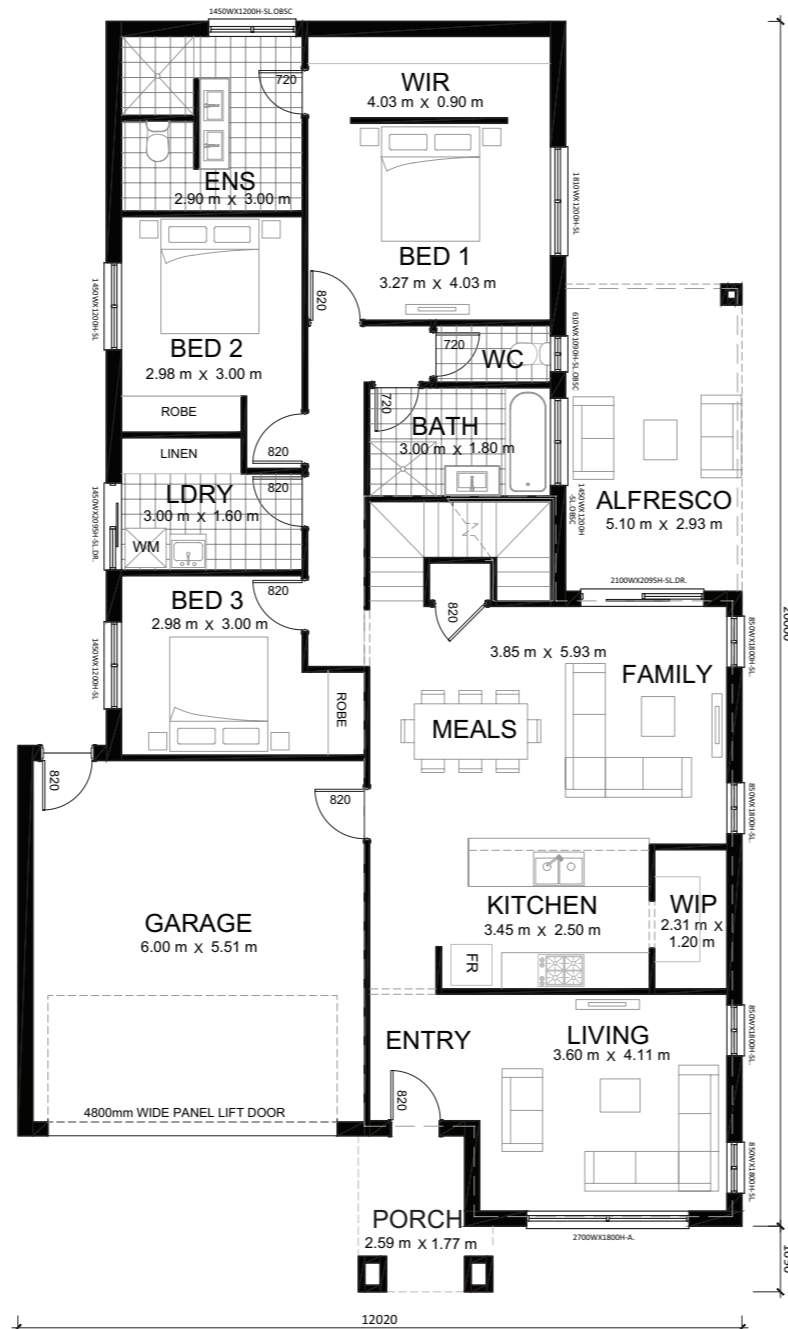 1450WX1200H-SL.OBSC
720
WIR
4.03 m x 0.90 m
ENS
2.90 m x 3.00 m
1810WX1200H-SL
BED 1
3.27 m x 4.03 m
820
1450WX1200H-SL
BED 2
2.98 m x 3.00 m
ROBE
820
720
WC
610WX1090H-SL.OBSC
720
BATH
3.00 m x 1.80 m
1450WX1200H
-SL.OBSC
ALFRESCO
5.10 m x 2.93 m
LINEN
820
LDRY
3.00 m x 1.60 m
WM
1450WX2095H-SL.DR.
2100WX2095H-SL.DR.
820
BED 3
2.98 m x 3.00 m
1450WX1200H-SL
ROBE
820
3.85 m x 5.93 m
FAMILY
MEALS
850WX1800H-SL.
850WX1800H-SL.
820
820
GARAGE
6.00 m x 5.51 m
KITCHEN
3.45 m x 2.50 m
WIP
2.31 m x
1.20 m
FR
ENTRY
LIVING
3.60 m x 4.11 m
850WX1800H-SL.
850WX1800H-SL.
820
4800mm WIDE PANEL LIFT DOOR
PORCH
2.59 m x 1.77 m
2700WX1800H-A.
12020